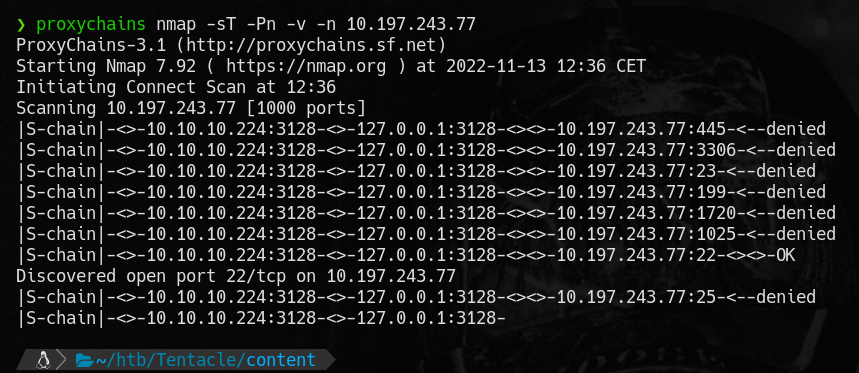 ❯ proxychains nmap -sT -Pn -v -n 10.197.243.77
ProxyChains-3.1 (http://proxychains.sf.net)
Starting Nmap 7.92 ( https://nmap.org ) at 2022-11-13 12:36 CET
Initiating Connect Scan at 12:36
Scanning 10.197.243.77 [1000 ports]
|S-chain|-<>-10.10.10.224:3128-<>-127.0.0.1:3128-<><>-10.197.243.77:445-<--denied
|S-chain|-<>-10.10.10.224:3128-<>-127.0.0.1:3128-<><>-10.197.243.77:3306-<--denied
|S-chain|-<>-10.10.10.224:3128-<>-127.0.0.1:3128-<><>-10.197.243.77:23-<--denied
|S-chain|-<>-10.10.10.224:3128-<>-127.0.0.1:3128-<><>-10.197.243.77:199-<--denied
|S-chain|-<>-10.10.10.224:3128-<>-127.0.0.1:3128-<><>-10.197.243.77:1720-<--denied
|S-chain|-<>-10.10.10.224:3128-<>-127.0.0.1:3128-<><>-10.197.243.77:1025-<--denied
|S-chain|-<>-10.10.10.224:3128-<>-127.0.0.1:3128-<><>-10.197.243.77:22-<><>-OK
Discovered open port 22/tcp on 10.197.243.77
|S-chain|-<>-10.10.10.224:3128-<>-127.0.0.1:3128-<><>-10.197.243.77:25-<--denied
|S-chain|-<>-10.10.10.224:3128-<>-127.0.0.1:3128-
~/htb/Tentacle/content